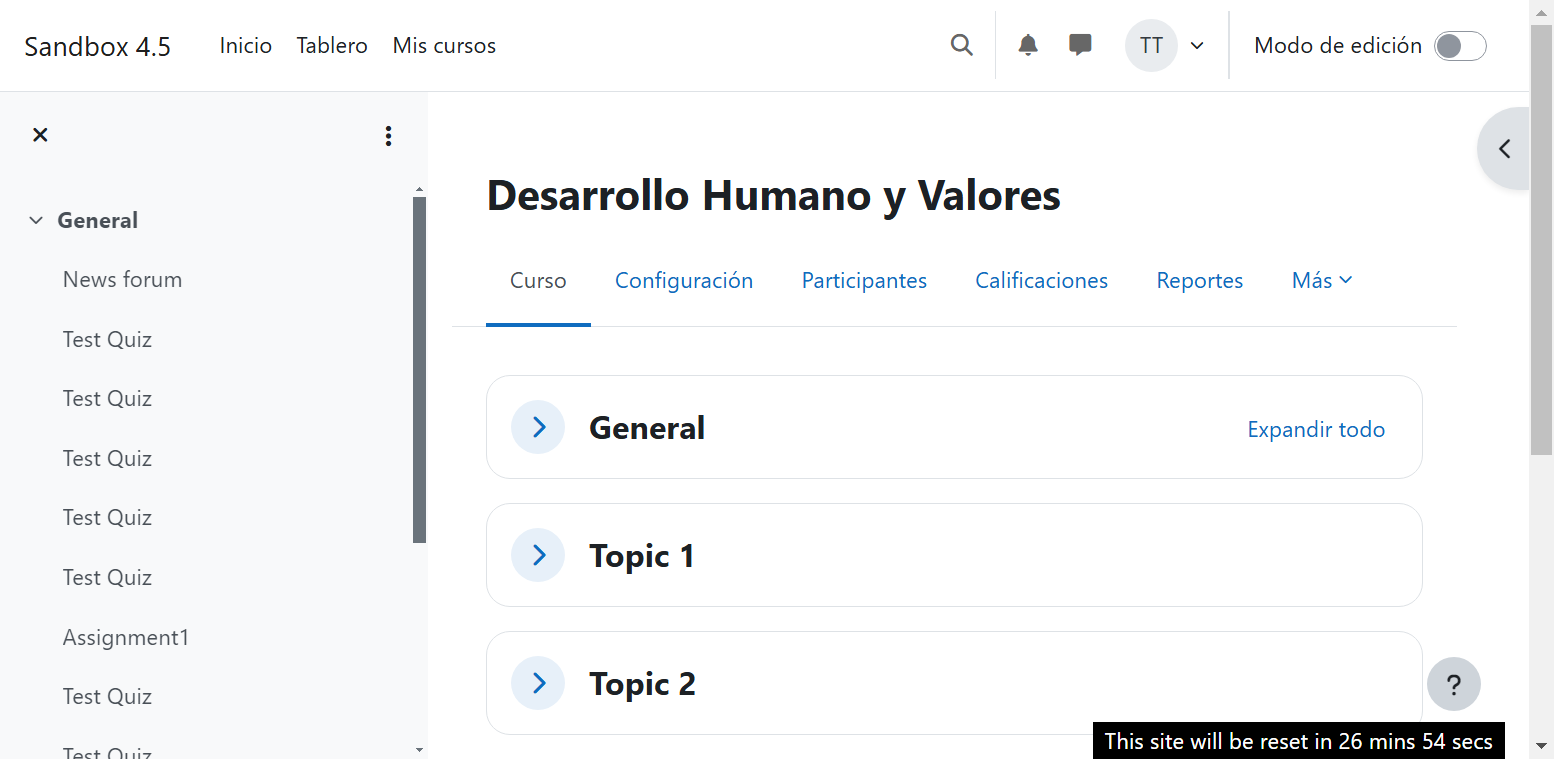 Sandbox 4.5 Inicio Tablero Mis cursos TT Modo de edición
General
News forum
Test Quiz
Test Quiz
Test Quiz
Test Quiz
Test Quiz
Assignment1
Test Quiz
Test Quiz
Desarrollo Humano y Valores
Curso Configuración Participantes Calificaciones Reportes Más
General Expandir todo
Topic 1
Topic 2
?
This site will be reset in 26 mins 54 secs